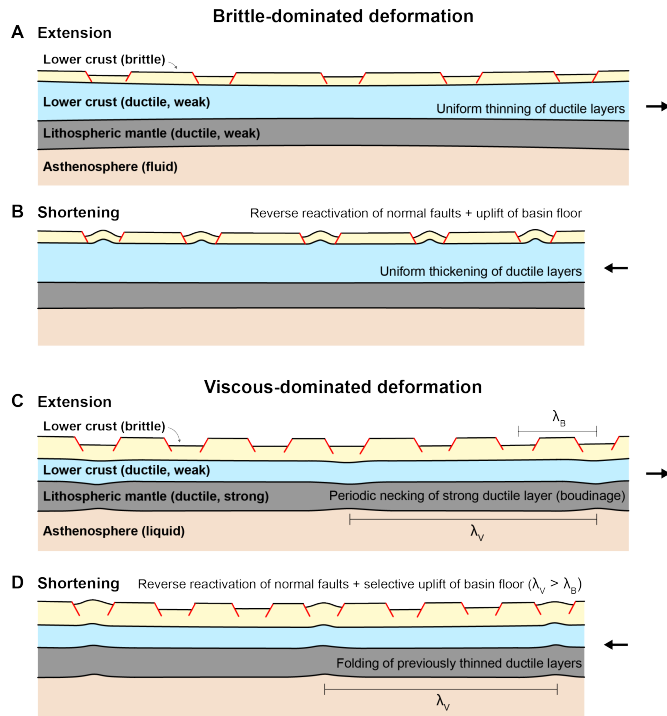 Brittle-dominated deformation
A Extension
Lower crust (brittle)
Lower crust (ductile, weak)
Uniform thinning of ductile layers
Lithospheric mantle (ductile, weak)
Asthenosphere (fluid)
B Shortening
Reverse reactivation of normal faults + uplift of basin floor
Uniform thickening of ductile layers
Viscous-dominated deformation
C Extension
Lower crust (brittle)
λB
Lower crust (ductile, weak)
Lithospheric mantle (ductile, strong)
Periodic necking of strong ductile layer (boudinage)
Asthenosphere (liquid)
λV
D Shortening
Reverse reactivation of normal faults + selective uplift of basin floor (λV > λB)
Folding of previously thinned ductile layers
λV